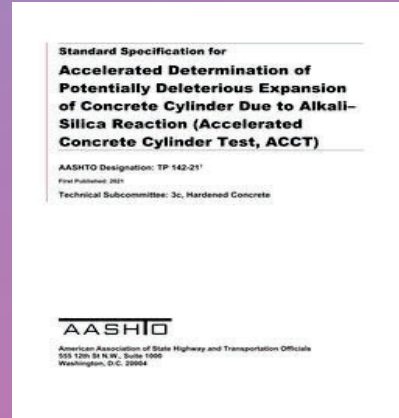 Standard Specification for
Accelerated Determination of
Potentially Deleterious Expansion
of Concrete Cylinder Due to Alkali–
Silica Reaction (Accelerated
Concrete Cylinder Test, ACCT)
AASHTO Designation: TP 142-21¹
First Published: 2021
Technical Subcommittee: 3c, Hardened Concrete
AASHTO
American Association of State Highway and Transportation Officials
555 12th St N.W., Suite 1000
Washington, D.C. 20004